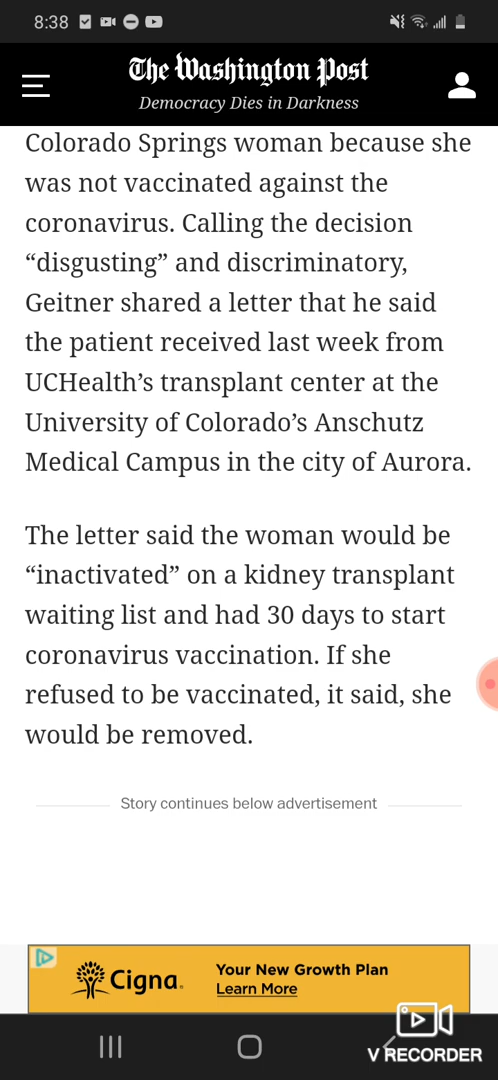 8:38
The Washington Post
Democracy Dies in Darkness
Colorado Springs woman because she
was not vaccinated against the
coronavirus. Calling the decision
“disgusting” and discriminatory,
Geitner shared a letter that he said
the patient received last week from
UCHealth’s transplant center at the
University of Colorado’s Anschutz
Medical Campus in the city of Aurora.
The letter said the woman would be
“inactivated” on a kidney transplant
waiting list and had 30 days to start
coronavirus vaccination. If she
refused to be vaccinated, it said, she
would be removed.
Story continues below advertisement
Cigna.
Your New Growth Plan
Learn More
V RECORDER